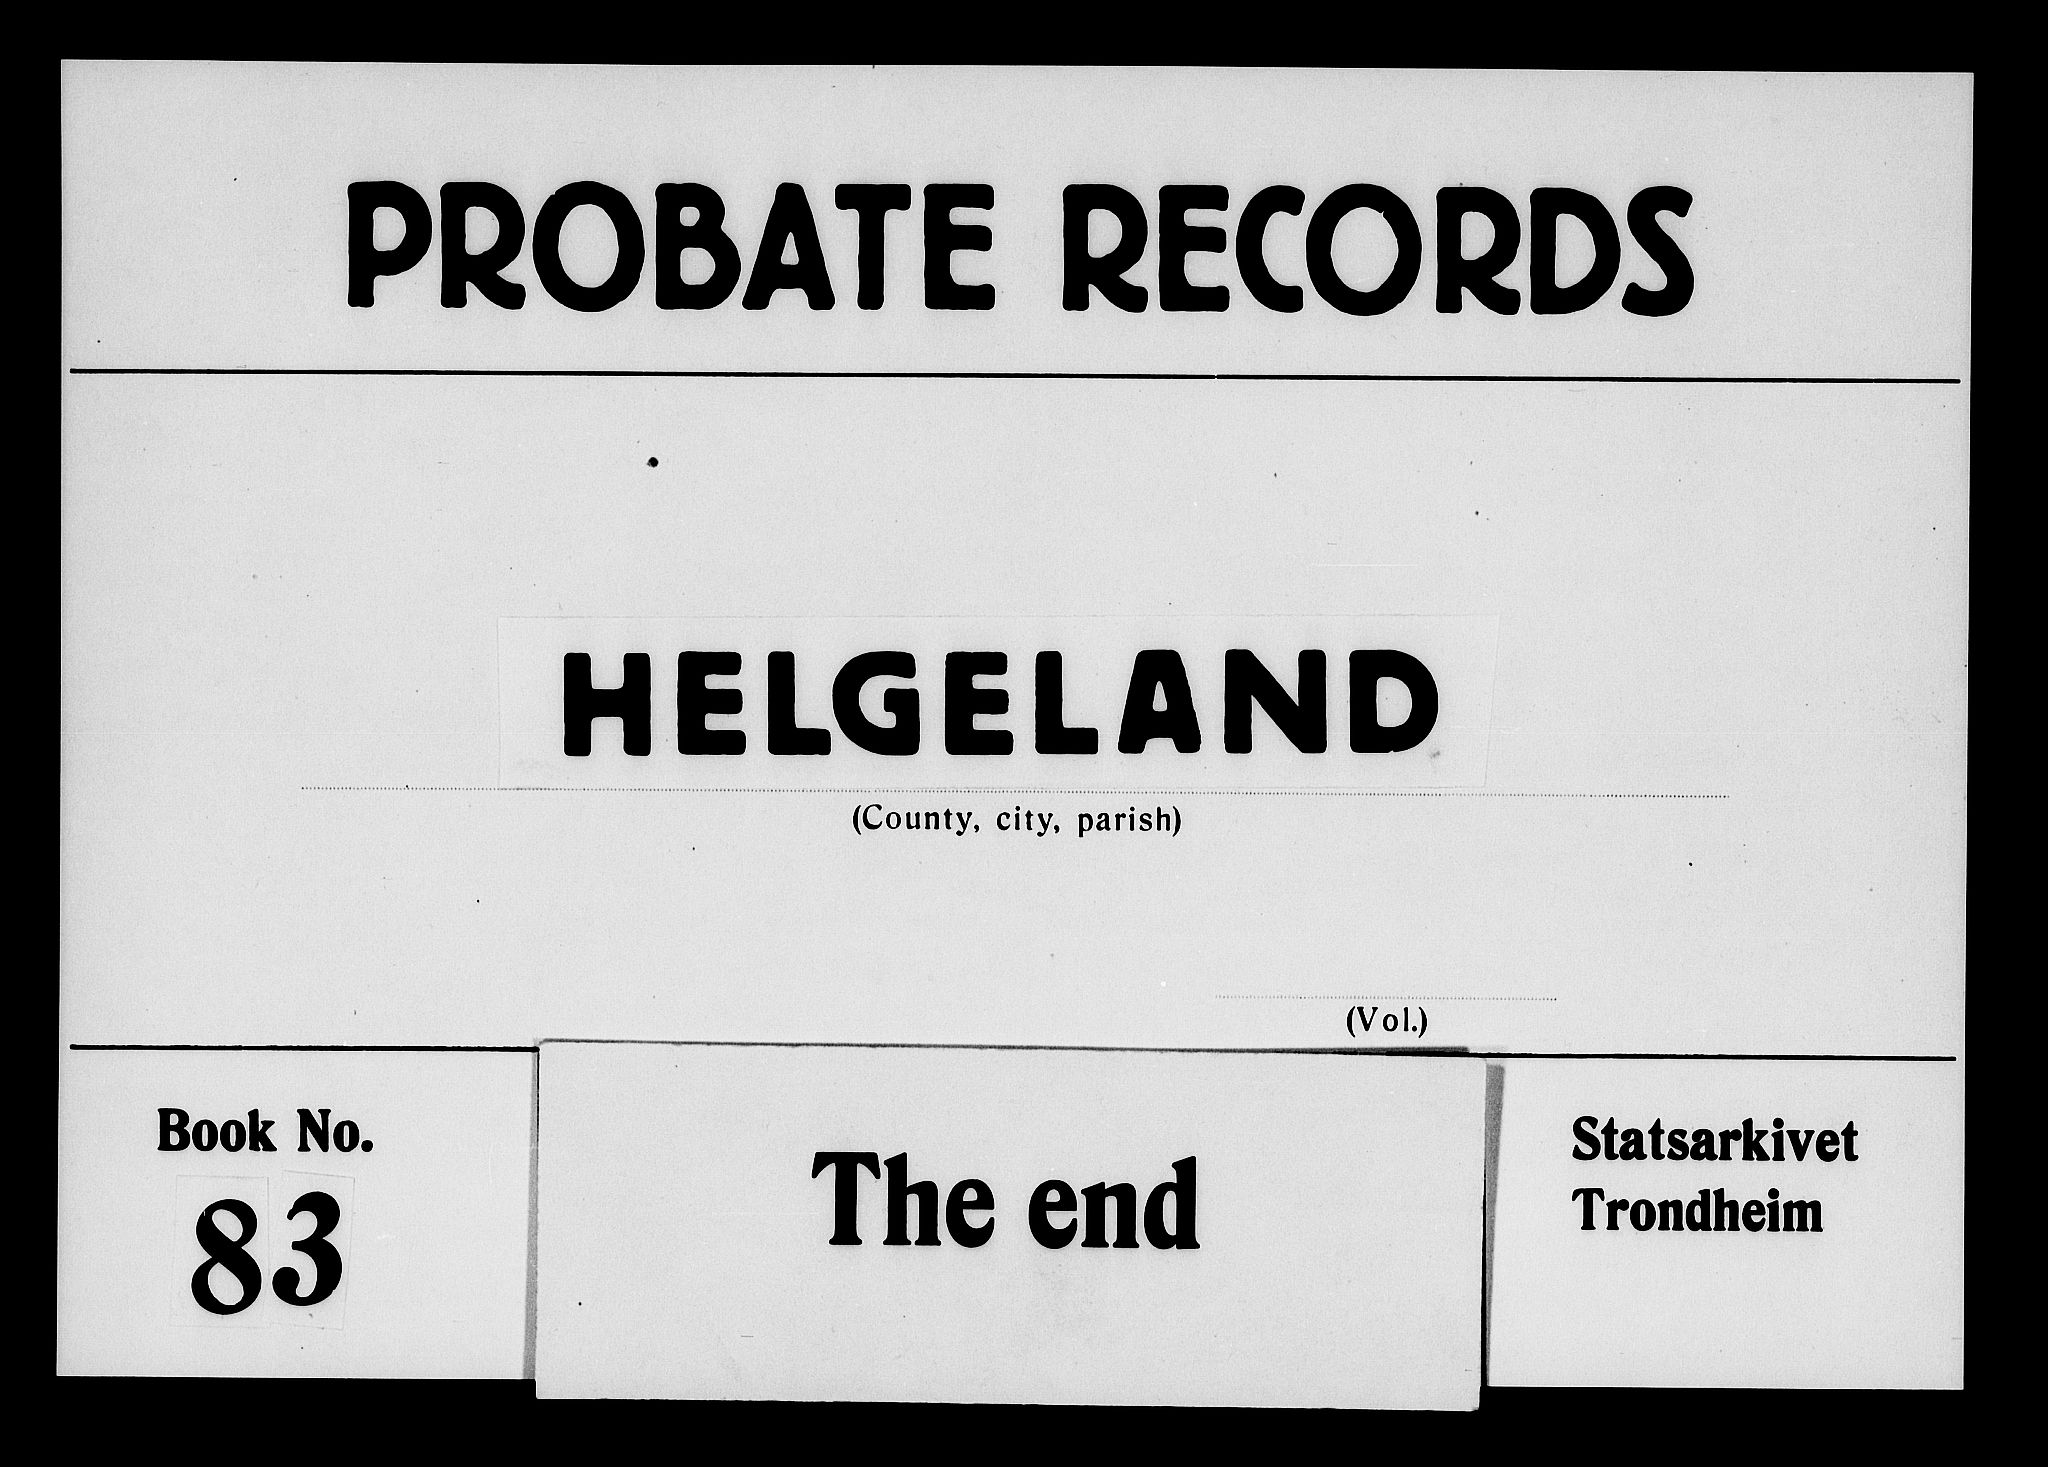 PROBATE RECORDS
HELGELAND
(County, city, parish)
(Vol.)
Book No.
83
The end
Statsarkivet
Trondheim